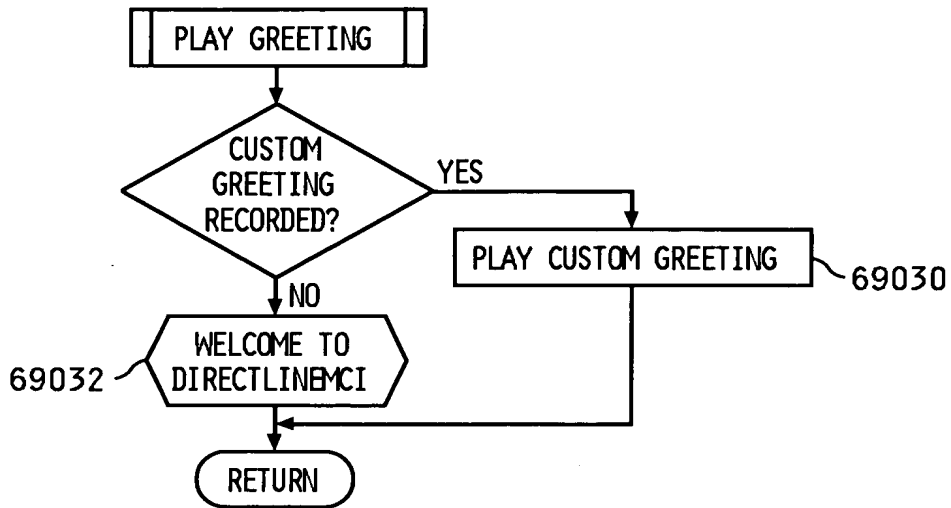 PLAY GREETING
CUSTOM
GREETING
RECORDED?
YES
PLAY CUSTOM GREETING
69030
NO
WELCOME TO
DIRECTLINEMCI
69032
RETURN